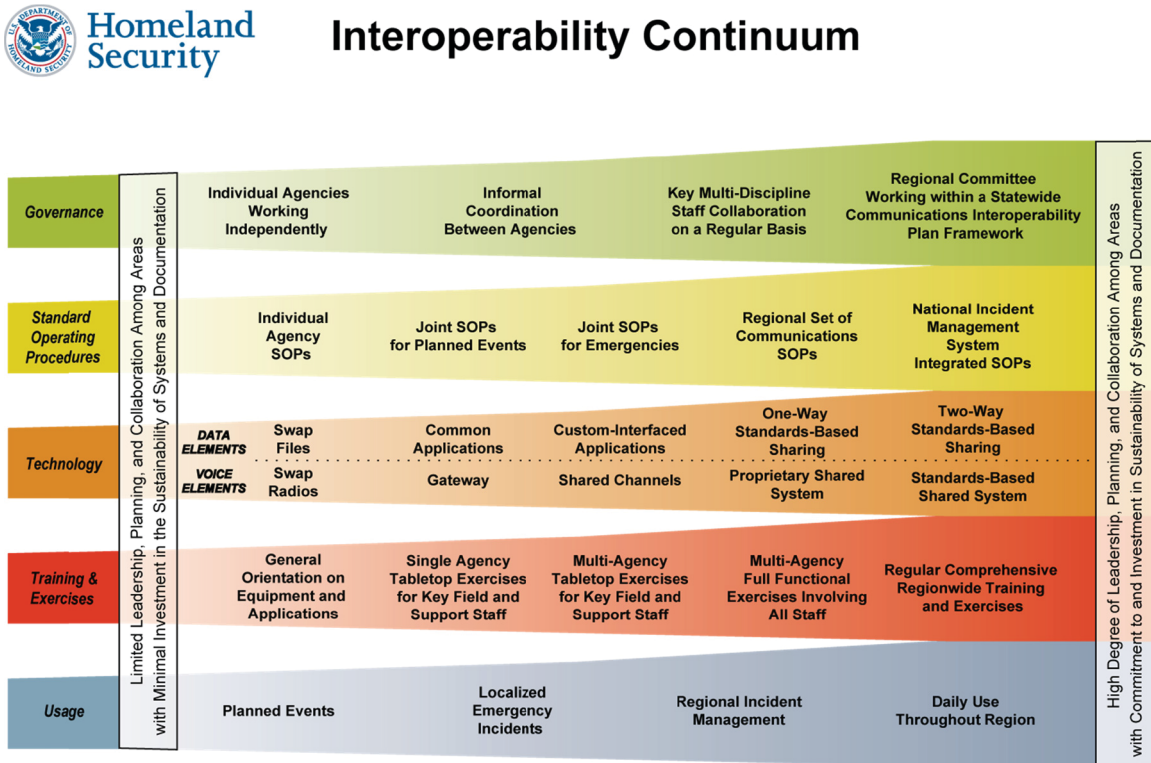 U.S. DEPARTMENT OF
HOMELAND SECURITY
Homeland
Security
Interoperability Continuum
Limited Leadership, Planning, and Collaboration Among Areas
with Minimal Investment in the Sustainability of Systems and Documentation
Governance
Individual Agencies
Working
Independently
Informal
Coordination
Between Agencies
Key Multi-Discipline
Staff Collaboration
on a Regular Basis
Regional Committee
Working within a Statewide
Communications Interoperability
Plan Framework
Standard
Operating
Procedures
Individual
Agency
SOPs
Joint SOPs
for Planned Events
Joint SOPs
for Emergencies
Regional Set of
Communications
SOPs
National Incident
Management
System
Integrated SOPs
Technology
DATA
ELEMENTS
Swap
Files
Common
Applications
Custom-Interfaced
Applications
One-Way
Standards-Based
Sharing
Two-Way
Standards-Based
Sharing
VOICE
ELEMENTS
Swap
Radios
Gateway
Shared Channels
Proprietary Shared
System
Standards-Based
Shared System
Training &
Exercises
General
Orientation on
Equipment and
Applications
Single Agency
Tabletop Exercises
for Key Field and
Support Staff
Multi-Agency
Tabletop Exercises
for Key Field and
Support Staff
Multi-Agency
Full Functional
Exercises Involving
All Staff
Regular Comprehensive
Regionwide Training
and Exercises
Usage
Planned Events
Localized
Emergency
Incidents
Regional Incident
Management
Daily Use
Throughout Region
High Degree of Leadership, Planning, and Collaboration Among Areas
with Commitment to and Investment in Sustainability of Systems and Documentation